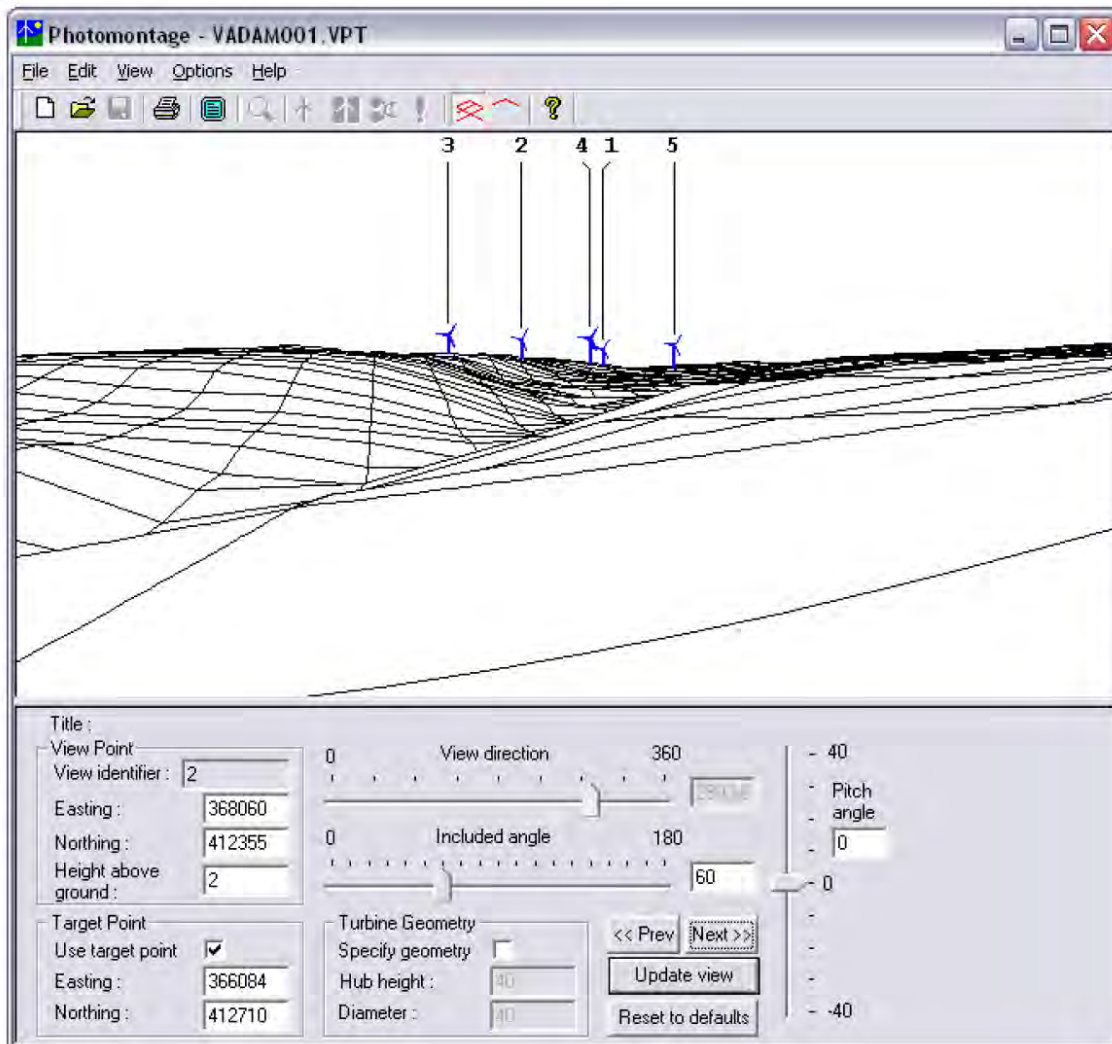 Photomontage - VADAM001.VPT
File Edit View Options Help
3 2 4 1 5
Title :
View Point
View identifier : 2
Easting : 368060
Northing : 412355
Height above ground : 2
0 View direction 360
0 Included angle 180
60
40
Pitch angle
0
0
-40
Target Point
Use target point
Easting : 366084
Northing : 412710
Turbine Geometry
Specify geometry
Hub height : 40
Diameter : 40
<< Prev Next >>
Update view
Reset to defaults